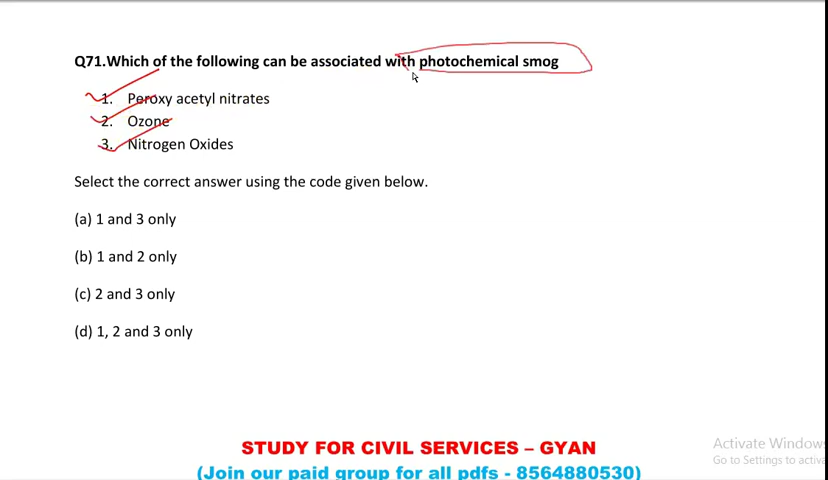 Q71.Which of the following can be associated with photochemical smog
1. Peroxy acetyl nitrates
2. Ozone
3. Nitrogen Oxides
Select the correct answer using the code given below.
(a) 1 and 3 only
(b) 1 and 2 only
(c) 2 and 3 only
(d) 1, 2 and 3 only
STUDY FOR CIVIL SERVICES – GYAN
(Join our paid group for all pdfs - 8564880530)
Activate Windows
Go to Settings to activa